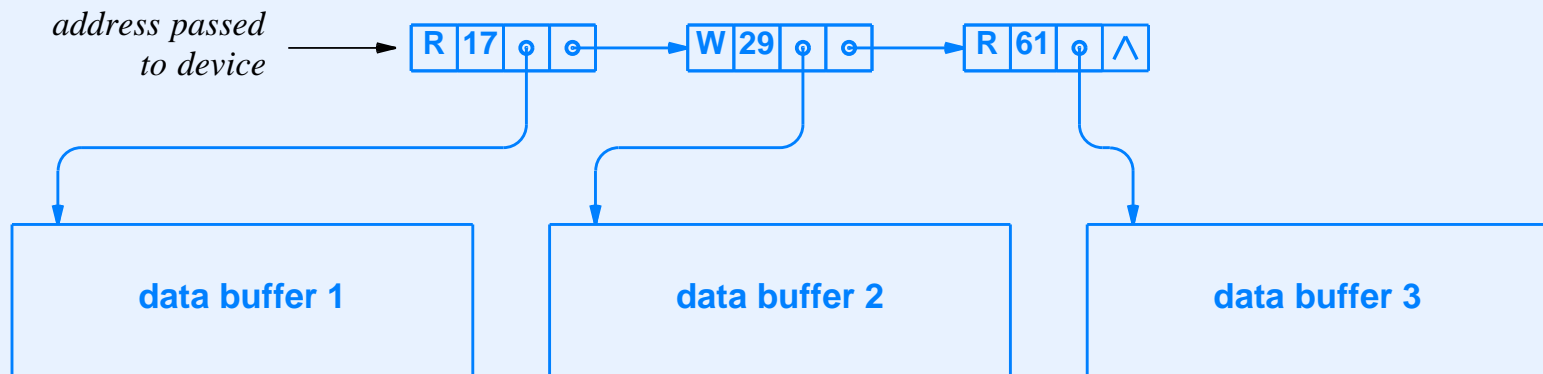 address passed
to device
R 17 W 29 R 61
data buffer 1 data buffer 2 data buffer 3